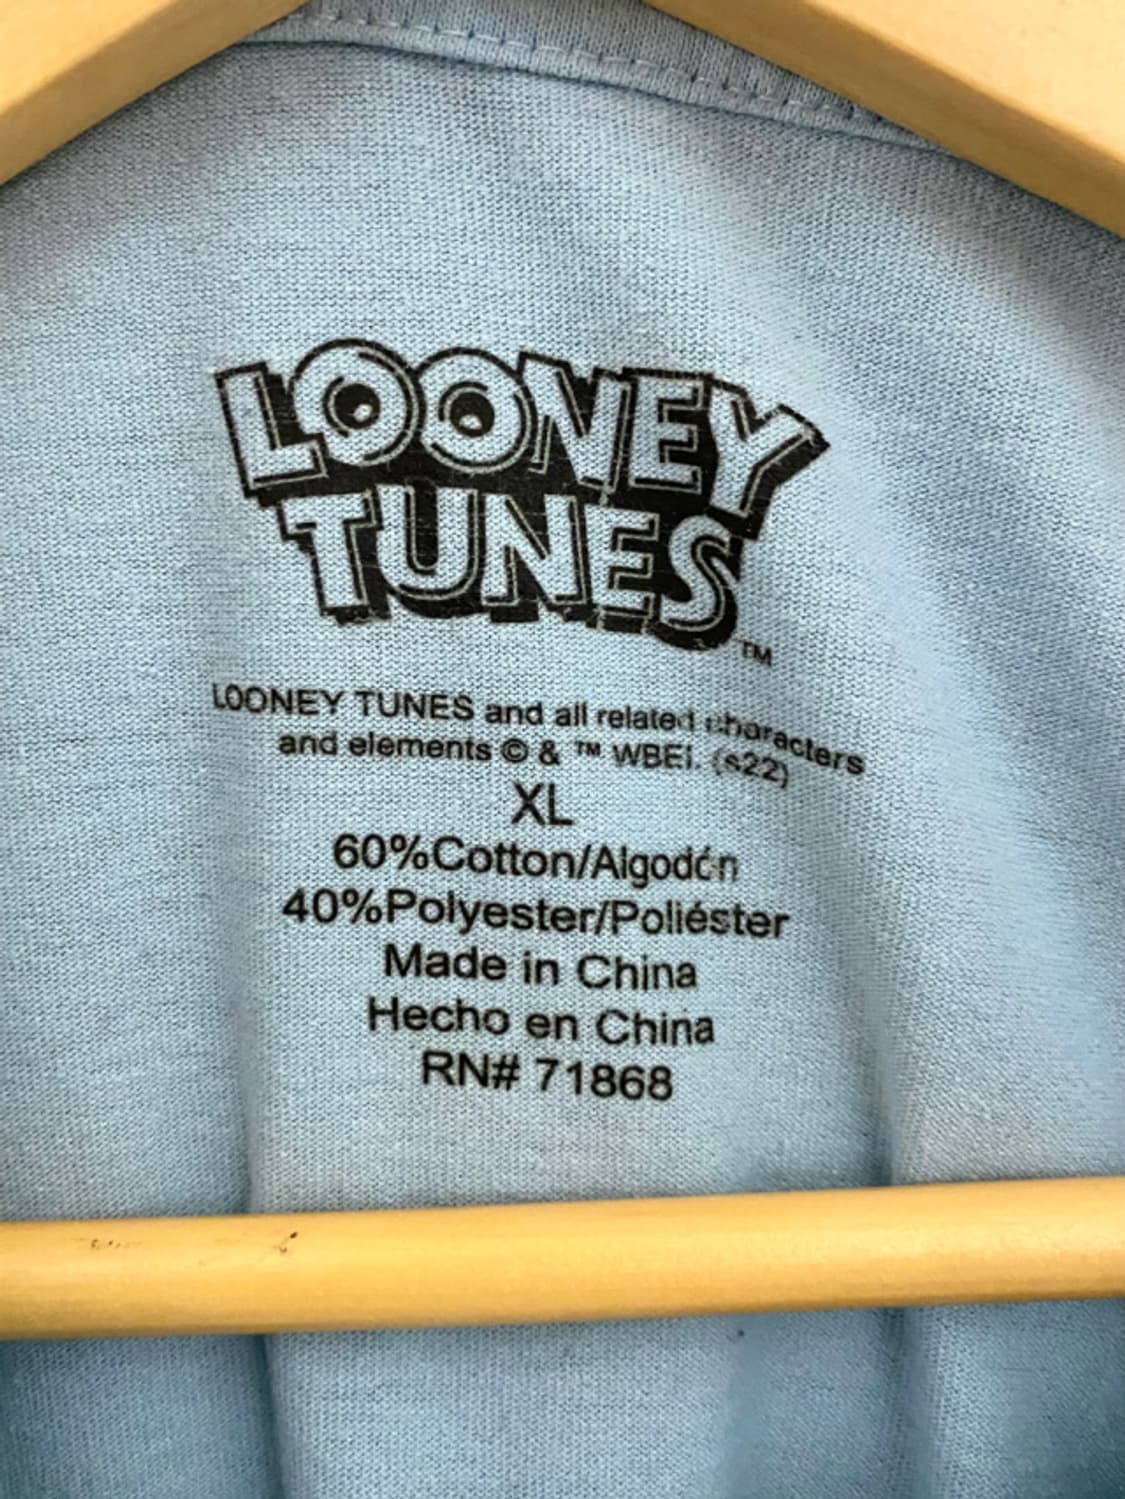 LOONEY
TUNES
TM
LOONEY TUNES and all related characters
and elements © & ™ WBEI. (s22)
XL
60%Cotton/Algodón
40%Polyester/Poliéster
Made in China
Hecho en China
RN# 71868